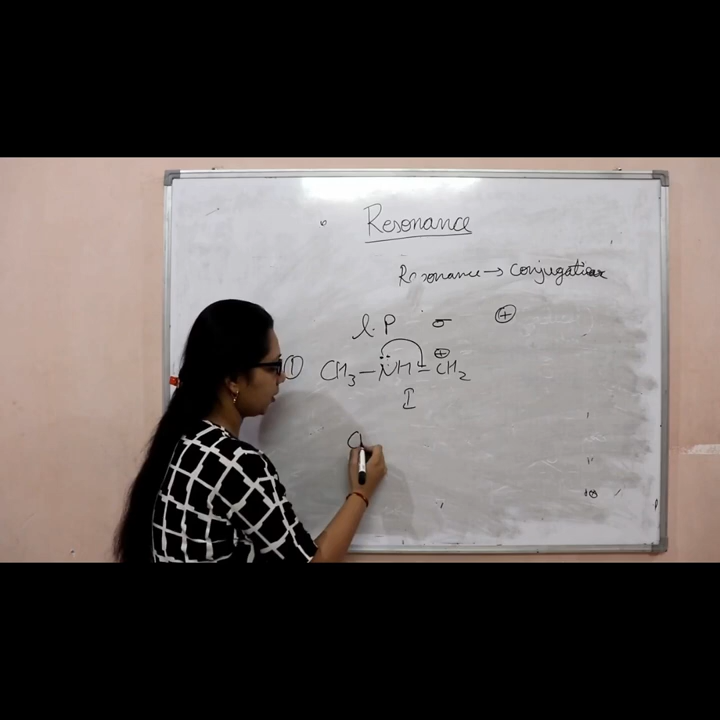 Resonance
Resonance → Conjugation
l.P σ ⊕
① CH₃ – N̈H – C⊕H₂
I
C